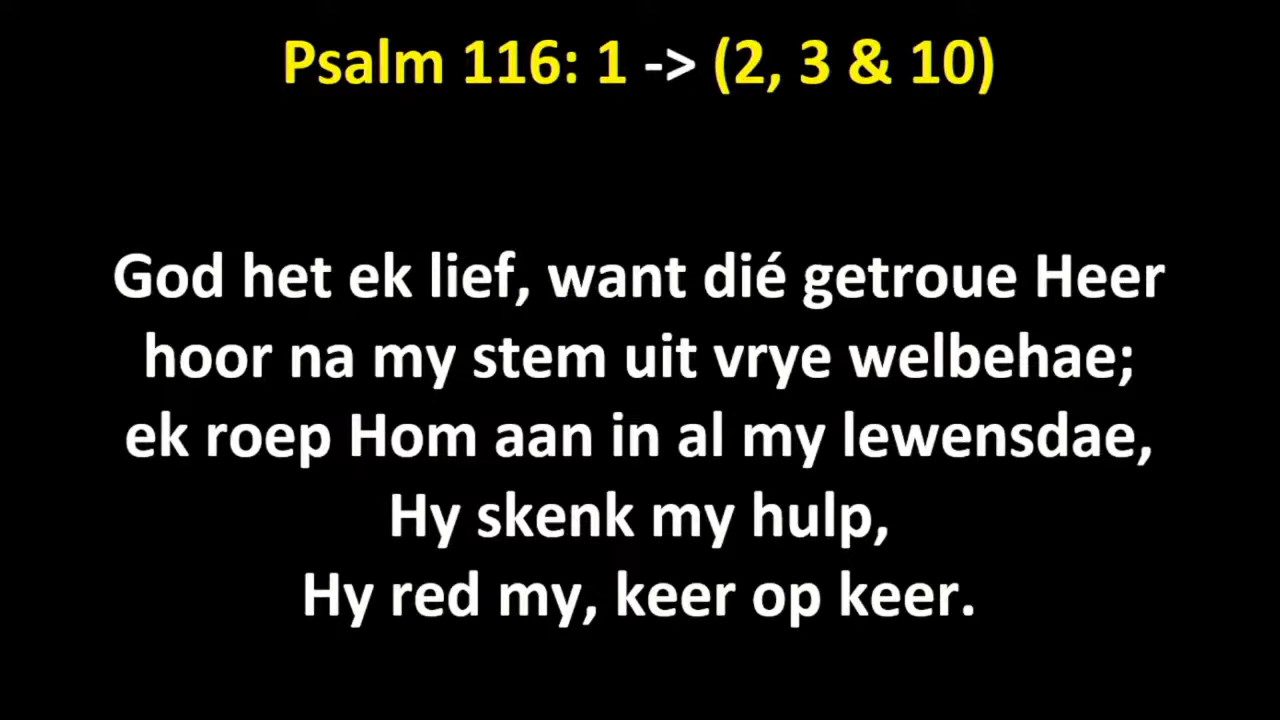 Psalm 116: 1 -> (2, 3 & 10)
God het ek lief, want dié getroue Heer
hoor na my stem uit vrye welbehae;
ek roep Hom aan in al my lewensdae,
Hy skenk my hulp,
Hy red my, keer op keer.